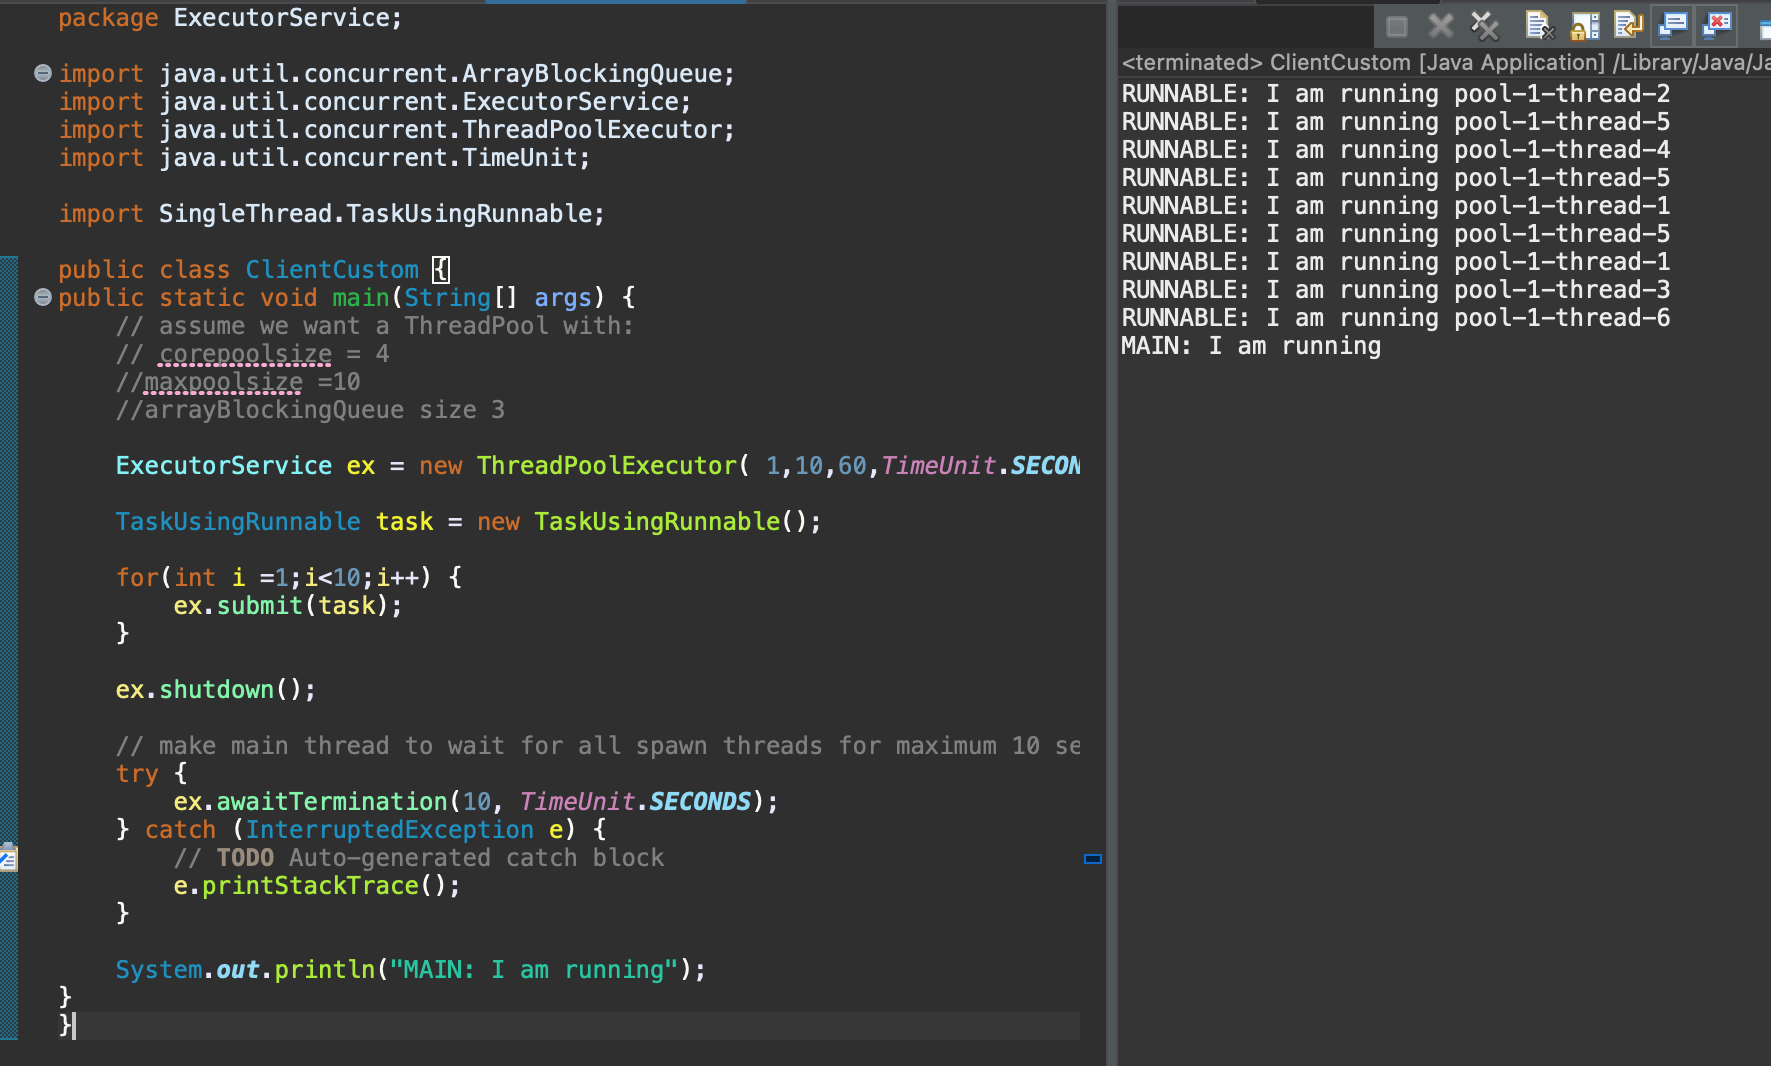 package ExecutorService;
import java.util.concurrent.ArrayBlockingQueue;
import java.util.concurrent.ExecutorService;
import java.util.concurrent.ThreadPoolExecutor;
import java.util.concurrent.TimeUnit;
import SingleThread.TaskUsingRunnable;
public class ClientCustom {
public static void main(String[] args) {
// assume we want a ThreadPool with:
// corepoolsize = 4
//maxpoolsize =10
//arrayBlockingQueue size 3
ExecutorService ex = new ThreadPoolExecutor( 1,10,60,TimeUnit.SECON
TaskUsingRunnable task = new TaskUsingRunnable();
for(int i =1;i<10;i++) {
ex.submit(task);
}
ex.shutdown();
// make main thread to wait for all spawn threads for maximum 10 se
try {
ex.awaitTermination(10, TimeUnit.SECONDS);
} catch (InterruptedException e) {
// TODO Auto-generated catch block
e.printStackTrace();
}
System.out.println("MAIN: I am running");
}
}
<terminated> ClientCustom [Java Application] /Library/Java/Ja
RUNNABLE: I am running pool-1-thread-2
RUNNABLE: I am running pool-1-thread-5
RUNNABLE: I am running pool-1-thread-4
RUNNABLE: I am running pool-1-thread-5
RUNNABLE: I am running pool-1-thread-1
RUNNABLE: I am running pool-1-thread-5
RUNNABLE: I am running pool-1-thread-1
RUNNABLE: I am running pool-1-thread-3
RUNNABLE: I am running pool-1-thread-6
MAIN: I am running